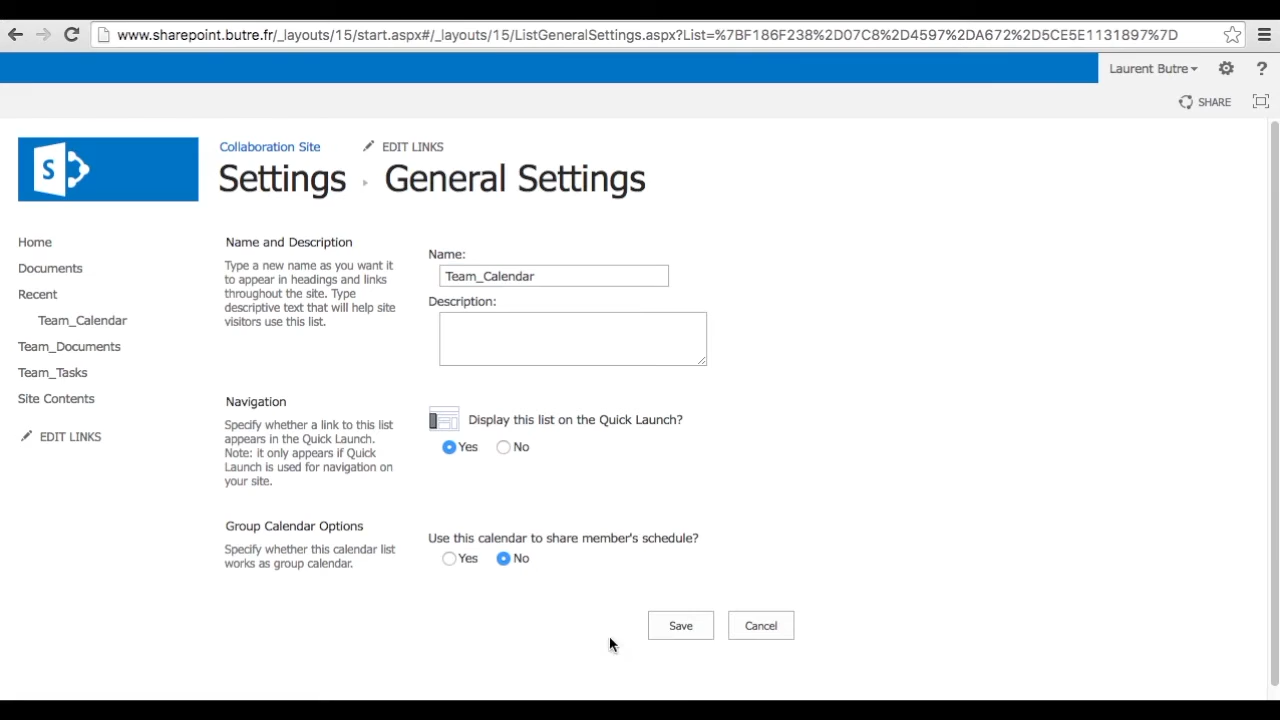 www.sharepoint.butre.fr/_layouts/15/start.aspx#/_layouts/15/ListGeneralSettings.aspx?List=%7BF186F238%2D07C8%2D4597%2DA672%2D5CE5E1131897%7D
Laurent Butre
?
SHARE
S
Collaboration Site
EDIT LINKS
Settings General Settings
Home
Documents
Recent
Team_Calendar
Team_Documents
Team_Tasks
Site Contents
EDIT LINKS
Name and Description
Type a new name as you want it
to appear in headings and links
throughout the site. Type
descriptive text that will help site
visitors use this list.
Name:
Team_Calendar
Description:
Navigation
Specify whether a link to this list
appears in the Quick Launch.
Note: it only appears if Quick
Launch is used for navigation on
your site.
Display this list on the Quick Launch?
Yes No
Group Calendar Options
Specify whether this calendar list
works as group calendar.
Use this calendar to share member's schedule?
Yes No
Save Cancel